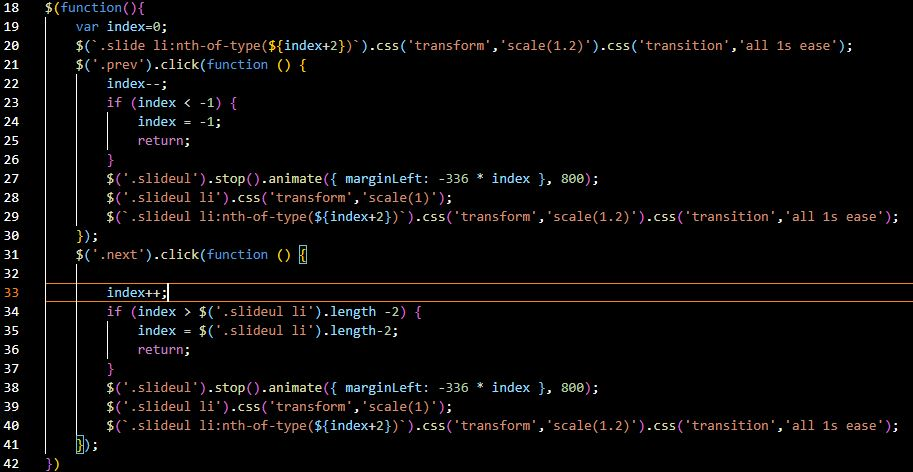 18 $(function(){
19 var index=0;
20 $(`.slide li:nth-of-type(${index+2})`).css('transform','scale(1.2)').css('transition','all 1s ease');
21 $('.prev').click(function () {
22 index--;
23 if (index < -1) {
24 index = -1;
25 return;
26 }
27 $('.slideul').stop().animate({ marginLeft: -336 * index }, 800);
28 $('.slideul li').css('transform','scale(1)');
29 $(`.slideul li:nth-of-type(${index+2})`).css('transform','scale(1.2)').css('transition','all 1s ease');
30 });
31 $('.next').click(function () {
32
33 index++;
34 if (index > $('.slideul li').length -2) {
35 index = $('.slideul li').length-2;
36 return;
37 }
38 $('.slideul').stop().animate({ marginLeft: -336 * index }, 800);
39 $('.slideul li').css('transform','scale(1)');
40 $(`.slideul li:nth-of-type(${index+2})`).css('transform','scale(1.2)').css('transition','all 1s ease');
41 });
42 })